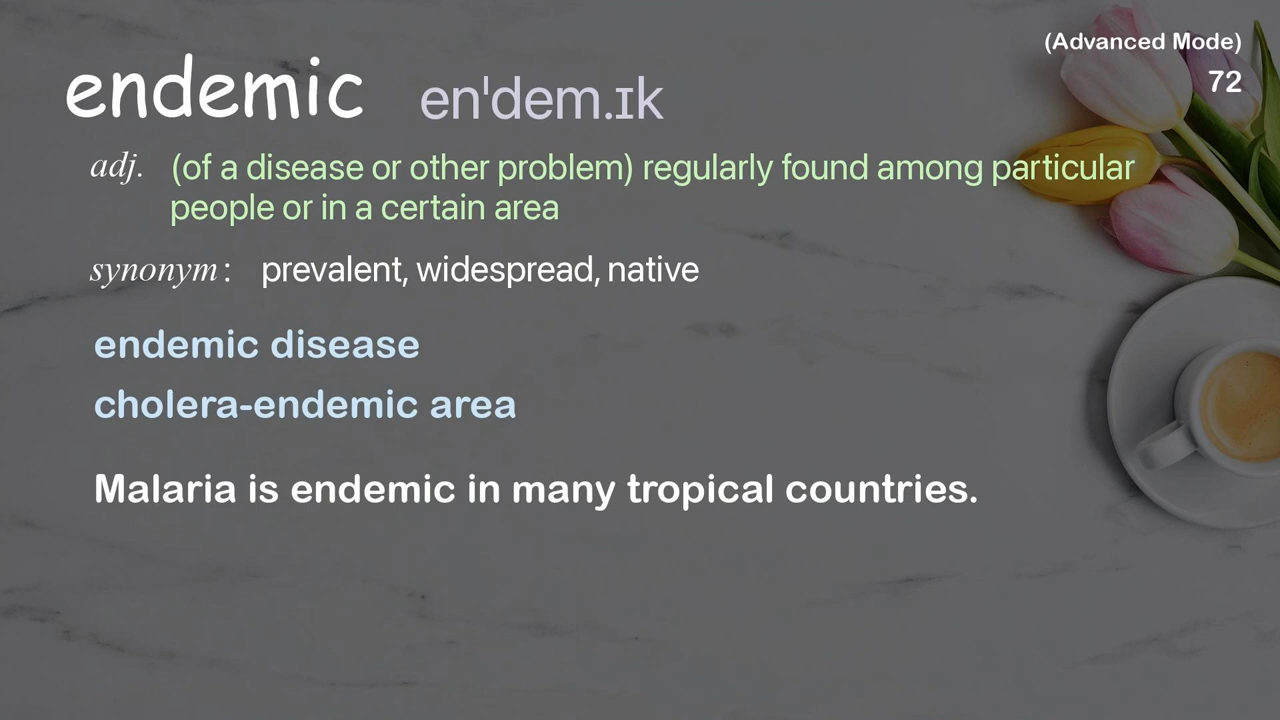 (Advanced Mode)
72
endemic en'dem.ɪk
adj. (of a disease or other problem) regularly found among particular
people or in a certain area
synonym: prevalent, widespread, native
endemic disease
cholera-endemic area
Malaria is endemic in many tropical countries.